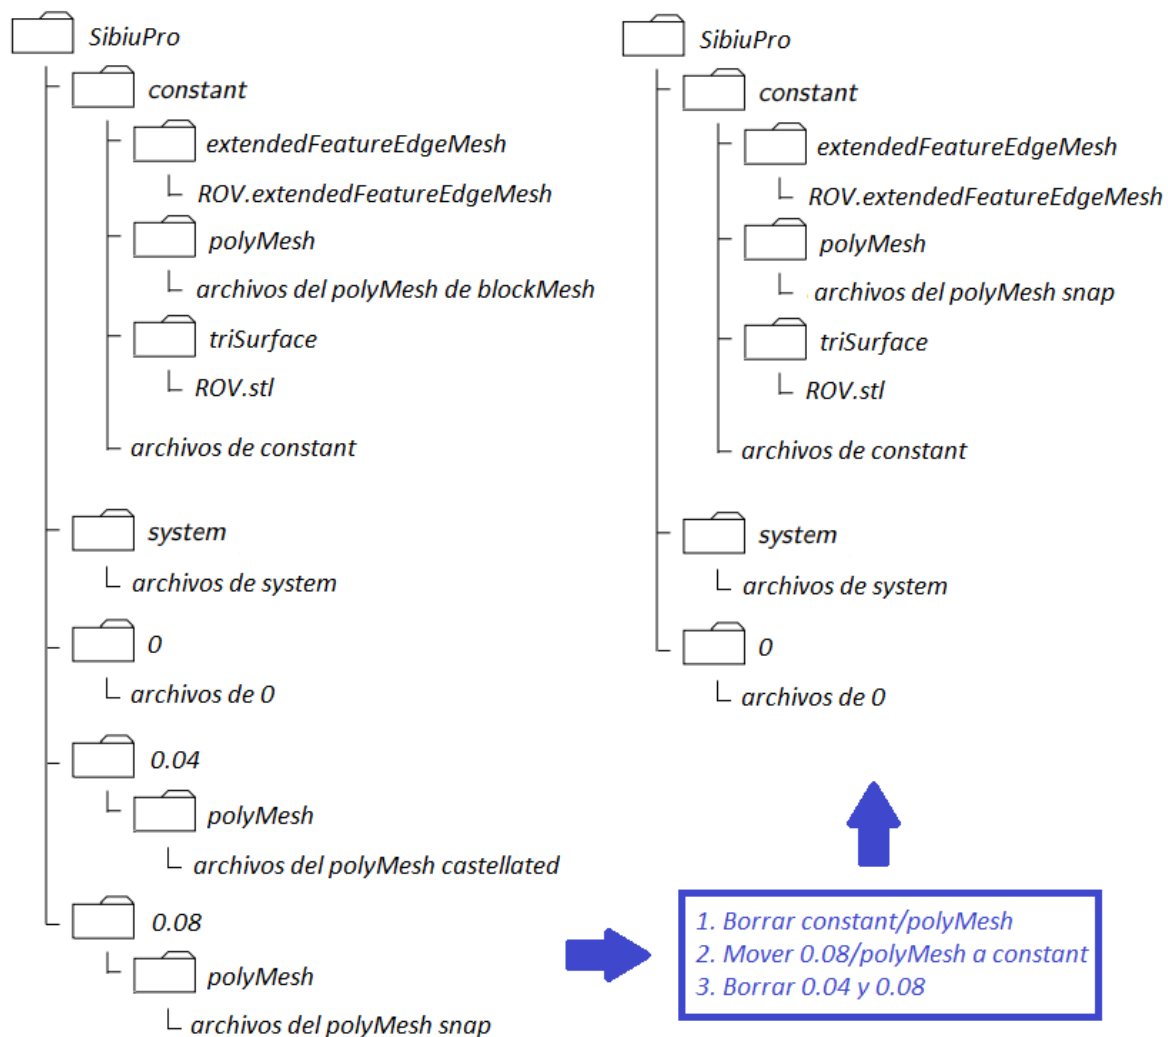 SibiuPro
constant
extendedFeatureEdgeMesh
ROV.extendedFeatureEdgeMesh
polyMesh
archivos del polyMesh de blockMesh
triSurface
ROV.stl
archivos de constant
system
archivos de system
0
archivos de 0
0.04
polyMesh
archivos del polyMesh castellated
0.08
polyMesh
archivos del polyMesh snap
1. Borrar constant/polyMesh
2. Mover 0.08/polyMesh a constant
3. Borrar 0.04 y 0.08
SibiuPro
constant
extendedFeatureEdgeMesh
ROV.extendedFeatureEdgeMesh
polyMesh
archivos del polyMesh snap
triSurface
ROV.stl
archivos de constant
system
archivos de system
0
archivos de 0